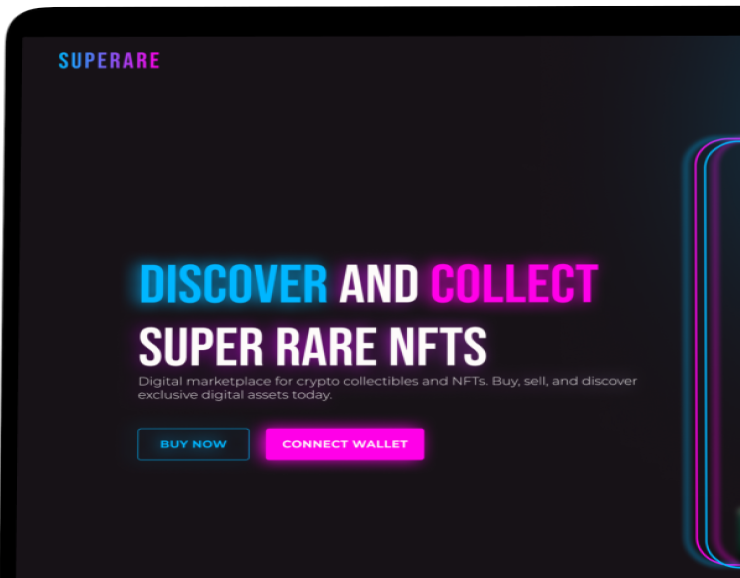 SUPERARE
DISCOVER AND COLLECT
SUPER RARE NFTS
Digital marketplace for crypto collectibles and NFTs. Buy, sell, and discover
exclusive digital assets today.
BUY NOW CONNECT WALLET